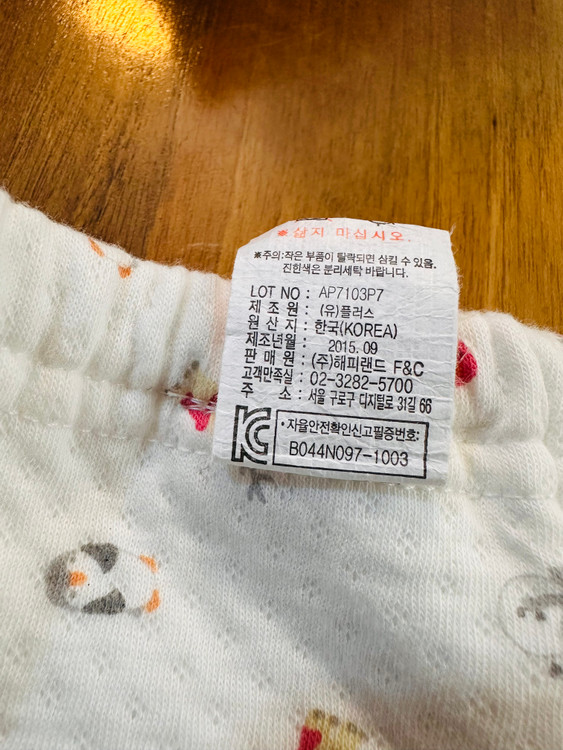 ※삶지 마십시오.
※주의:작은 부품이 탈락되면 삼킬 수 있음.
진한색은 분리세탁 바랍니다.
LOT NO : AP7103P7
제 조 원 : (유)플러스
원 산 지 : 한국(KOREA)
제조년월 : 2015.09
판 매 원 : (주)해피랜드 F&C
고객만족실 : 02-3282-5700
주 소 : 서울 구로구 디지털로 31길 66
KC
•자율안전확인신고필증번호:
B044N097-1003